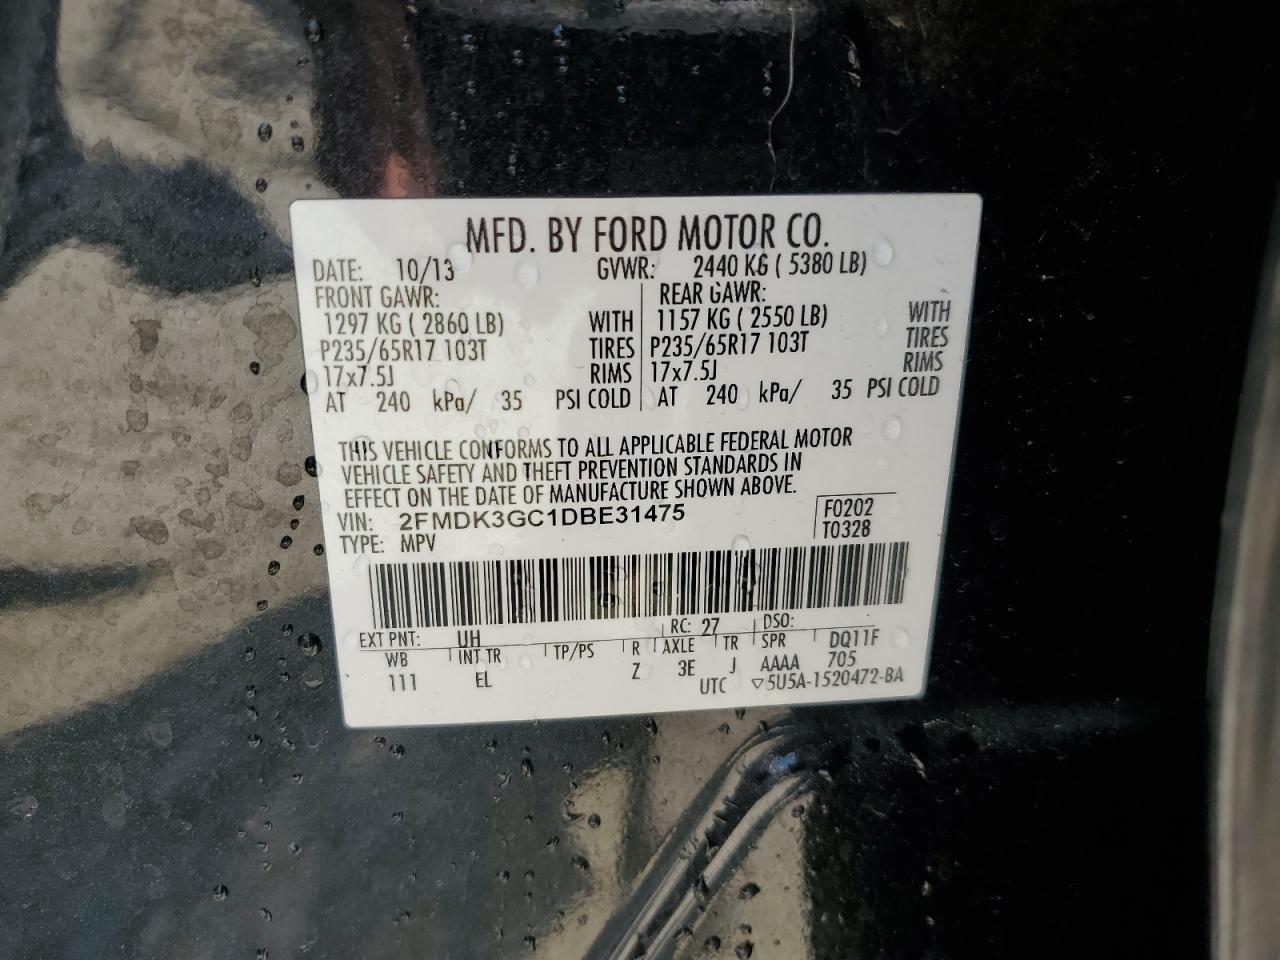 MFD. BY FORD MOTOR CO.
DATE: 10/13 GVWR: 2440 KG ( 5380 LB)
FRONT GAWR: REAR GAWR:
1297 KG ( 2860 LB) WITH 1157 KG ( 2550 LB) WITH
P235/65R17 103T TIRES P235/65R17 103T TIRES
17x7.5J RIMS 17x7.5J RIMS
AT 240 kPa/ 35 PSI COLD AT 240 kPa/ 35 PSI COLD
THIS VEHICLE CONFORMS TO ALL APPLICABLE FEDERAL MOTOR
VEHICLE SAFETY AND THEFT PREVENTION STANDARDS IN
EFFECT ON THE DATE OF MANUFACTURE SHOWN ABOVE.
VIN: 2FMDK3GC1DBE31475 F0202
TYPE: MPV T0328
EXT PNT: UH RC: 27 DSO:
WB INT TR TP/PS R AXLE TR SPR DQ11F
111 EL Z 3E J AAAA 705
UTC ▽5U5A-1520472-BA